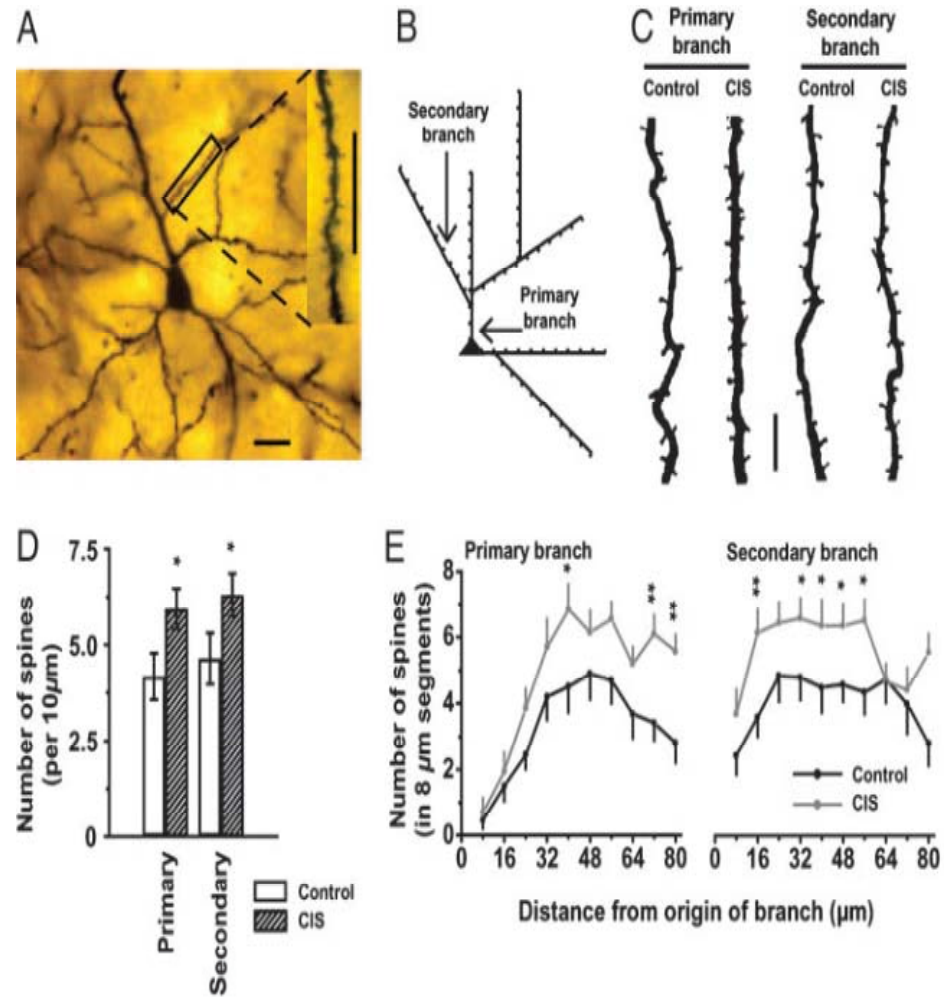 A
B
C
Primary
branch
Secondary
branch
Control
CIS
Control
CIS
Secondary
branch
Primary
branch
D
Number of spines
(per 10µm)
7.5
5.0
2.5
0
*
*
Primary
Secondary
Control
CIS
E
Primary branch
Secondary branch
Number of spines
(in 8 µm segments)
8
6
4
2
0
*
**
**
**
*
*
*
*
Control
CIS
0 16 32 48 64 80
0 16 32 48 64 80
Distance from origin of branch (µm)